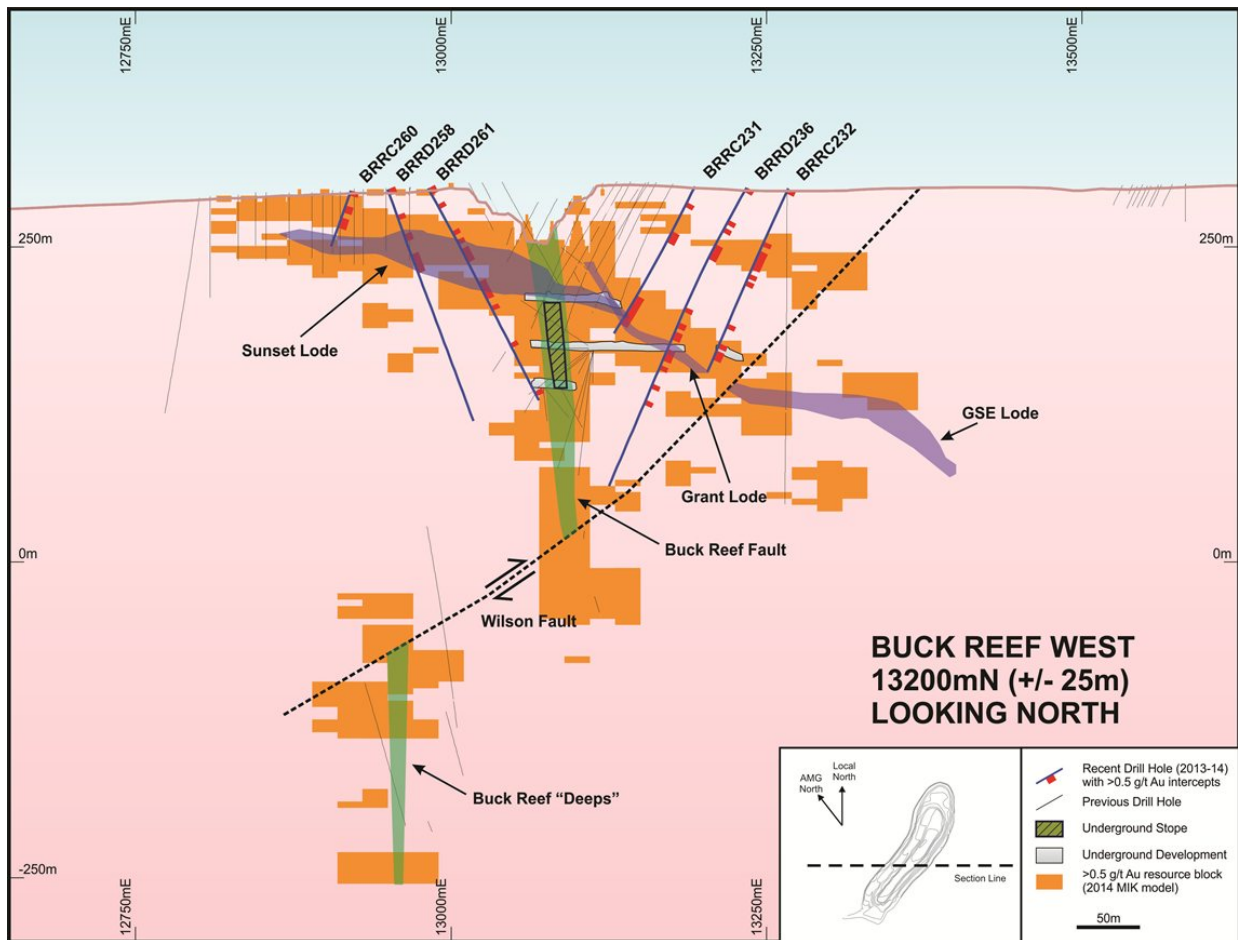 12750mE
13000mE
13250mE
13500mE
BRRC260
BRRD258
BRRD261
BRRC231
BRRD236
BRRC232
250m
250m
Sunset Lode
GSE Lode
Grant Lode
Buck Reef Fault
0m
0m
Wilson Fault
BUCK REEF WEST
13200mN (+/- 25m)
LOOKING NORTH
Buck Reef “Deeps”
-250m
12750mE
13000mE
13250mE
AMG
North
Local
North
Section Line
Recent Drill Hole (2013-14)
with >0.5 g/t Au intercepts
Previous Drill Hole
Underground Stope
Underground Development
>0.5 g/t Au resource block
(2014 MIK model)
50m